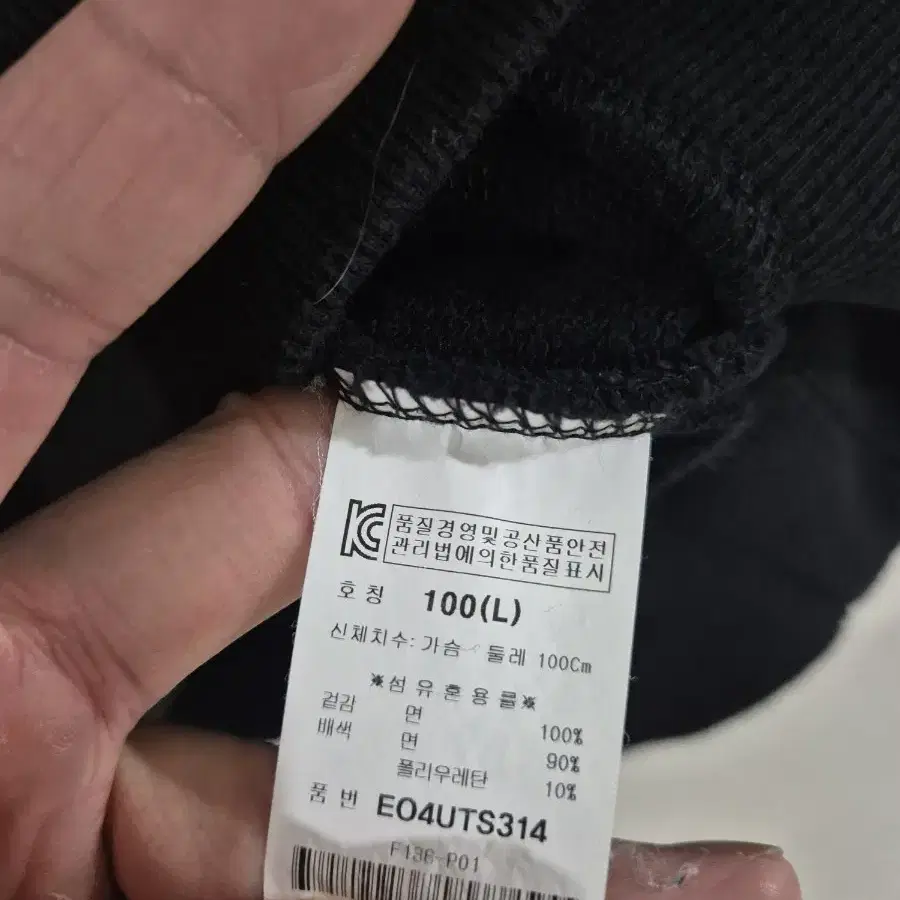 KC 품질경영및공산품안전
관리법에의한품질표시
호칭 100(L)
신체치수: 가슴 둘레 100Cm
※섬유혼용률※
겉감 면 100%
배색 면 90%
폴리우레탄 10%
품번 EO4UTS314
F138-P01